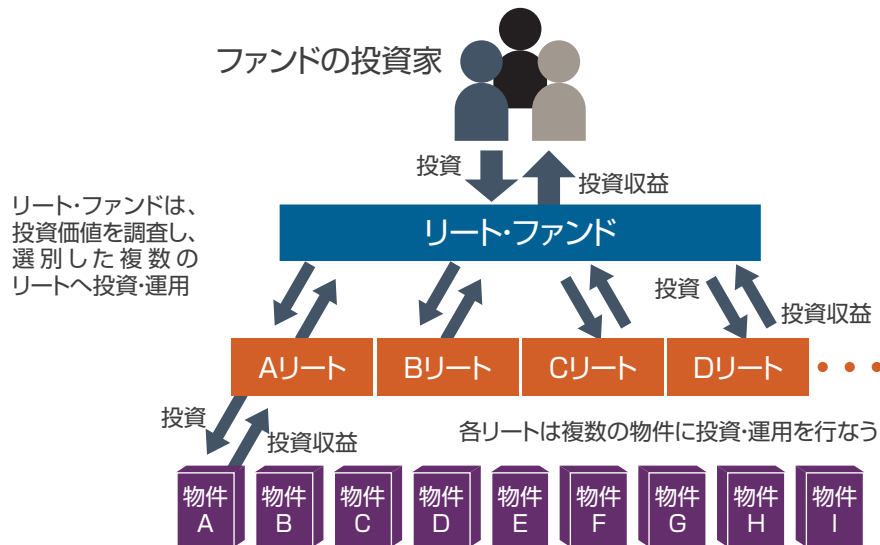 ファンドの投資家
投資
投資収益
リート・ファンドは、
投資価値を調査し、
選別した複数の
リートへ投資・運用
リート・ファンド
投資
投資収益
Aリート
Bリート
Cリート
Dリート
・・・
投資
投資収益
各リートは複数の物件に投資・運用を行なう
物件
A
物件
B
物件
C
物件
D
物件
E
物件
F
物件
G
物件
H
物件
I